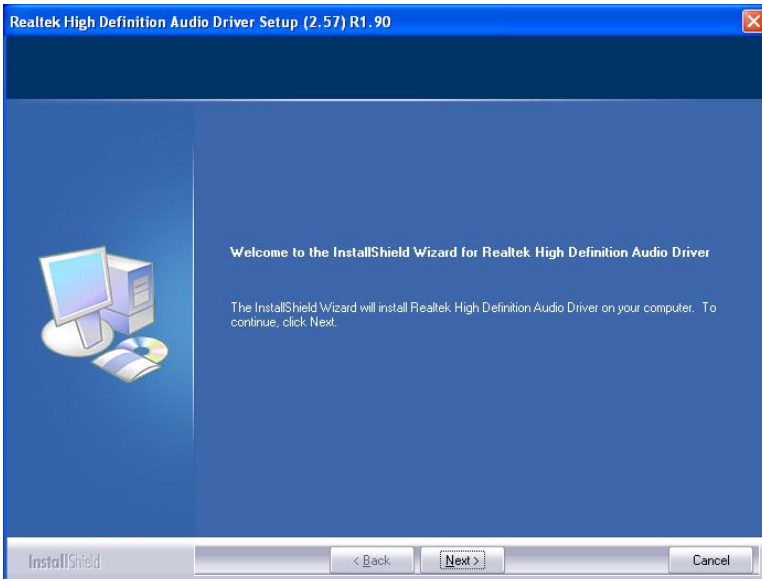 Realtek High Definition Audio Driver Setup (2.57) R1.90
Welcome to the InstallShield Wizard for Realtek High Definition Audio Driver
The InstallShield Wizard will install Realtek High Definition Audio Driver on your computer. To
continue, click Next.
InstallShield
< Back
Next >
Cancel